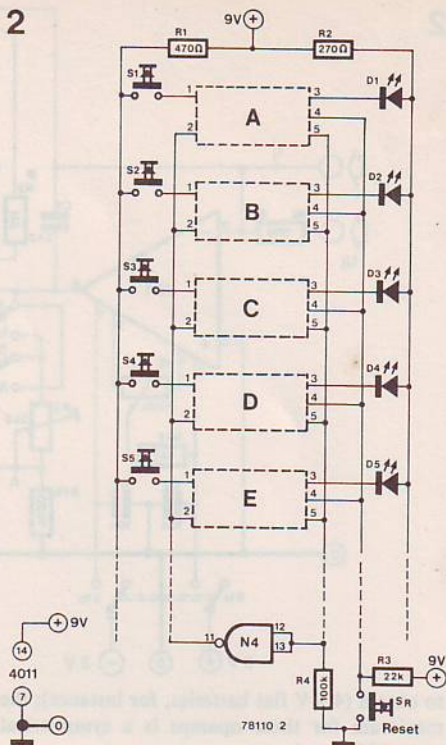 2
9V +
R1
470Ω
R2
270Ω
S1
1
2
A
3
4
5
D1
S2
1
2
B
3
4
5
D2
S3
1
2
C
3
4
5
D3
S4
1
2
D
3
4
5
D4
S5
1
2
E
3
4
5
D5
11
N4
12
13
+ 9V
14
4011
7
0
R4
100k
R3
22k
+
9V
SR
Reset
78110 2